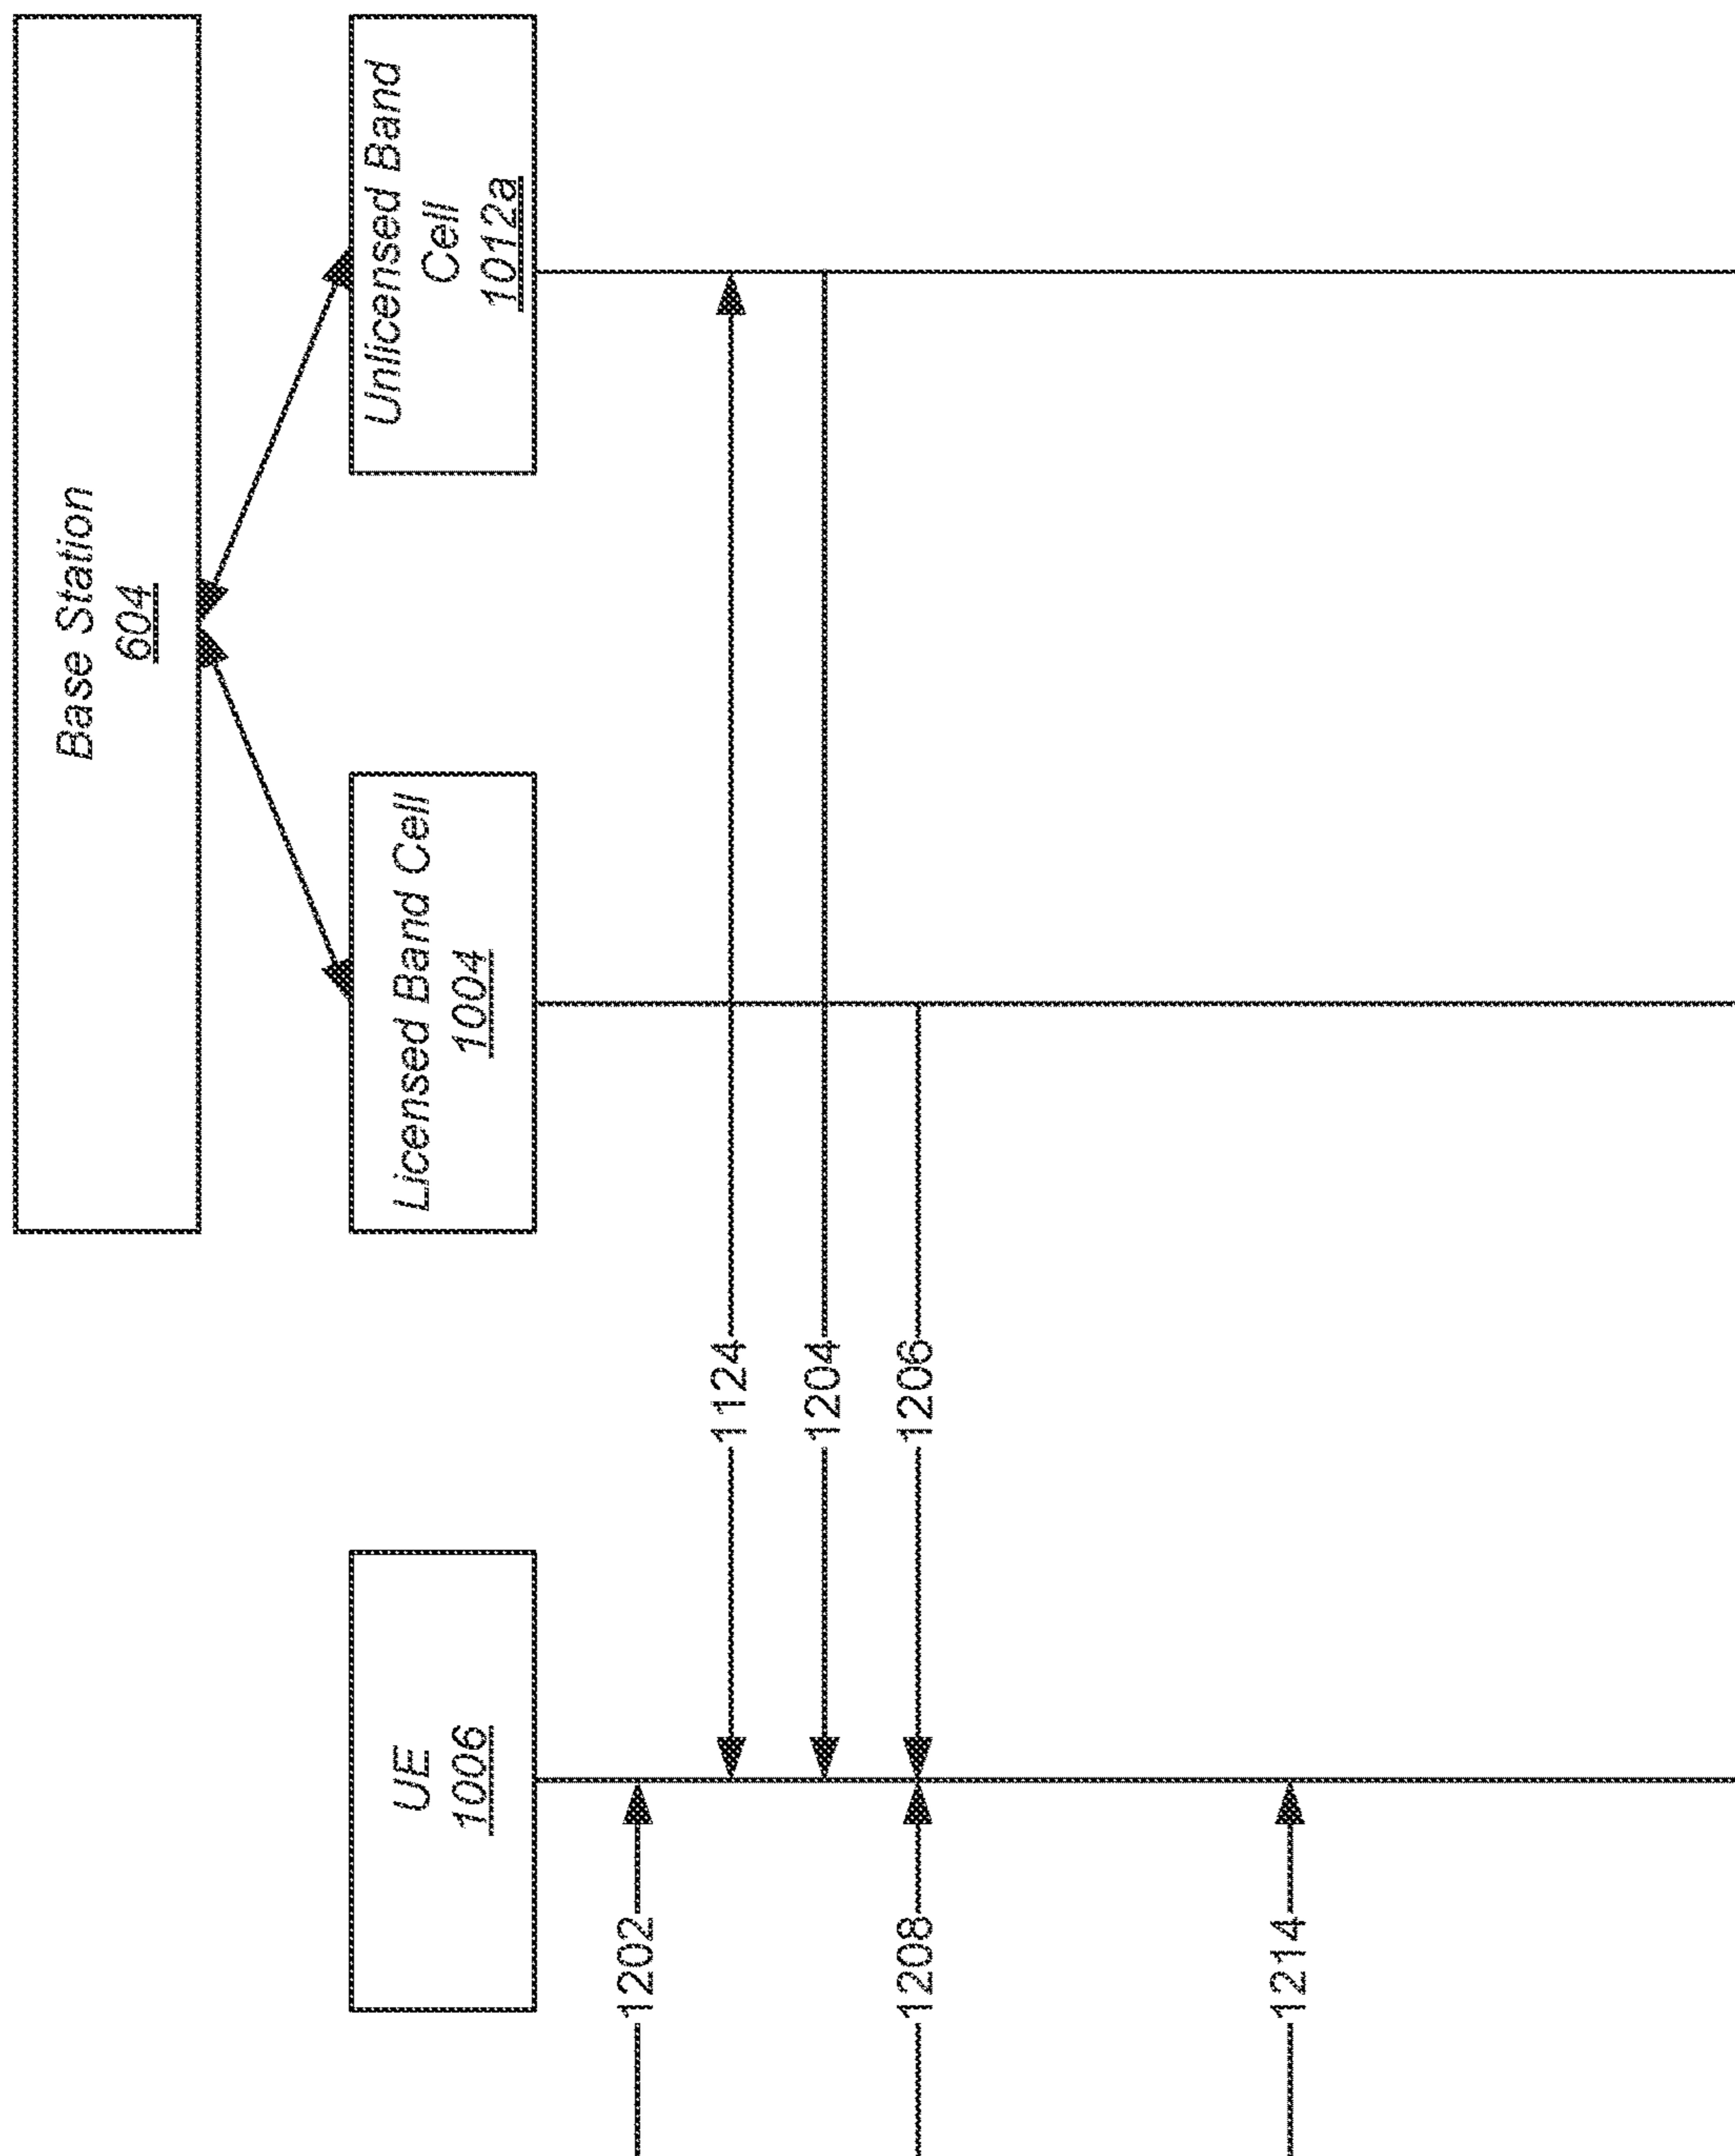 Base Station
604
UE
1006
Licensed Band Cell
1004
Unlicensed Band
Cell
1012a
1202
1124
1204
1208
1206
1214